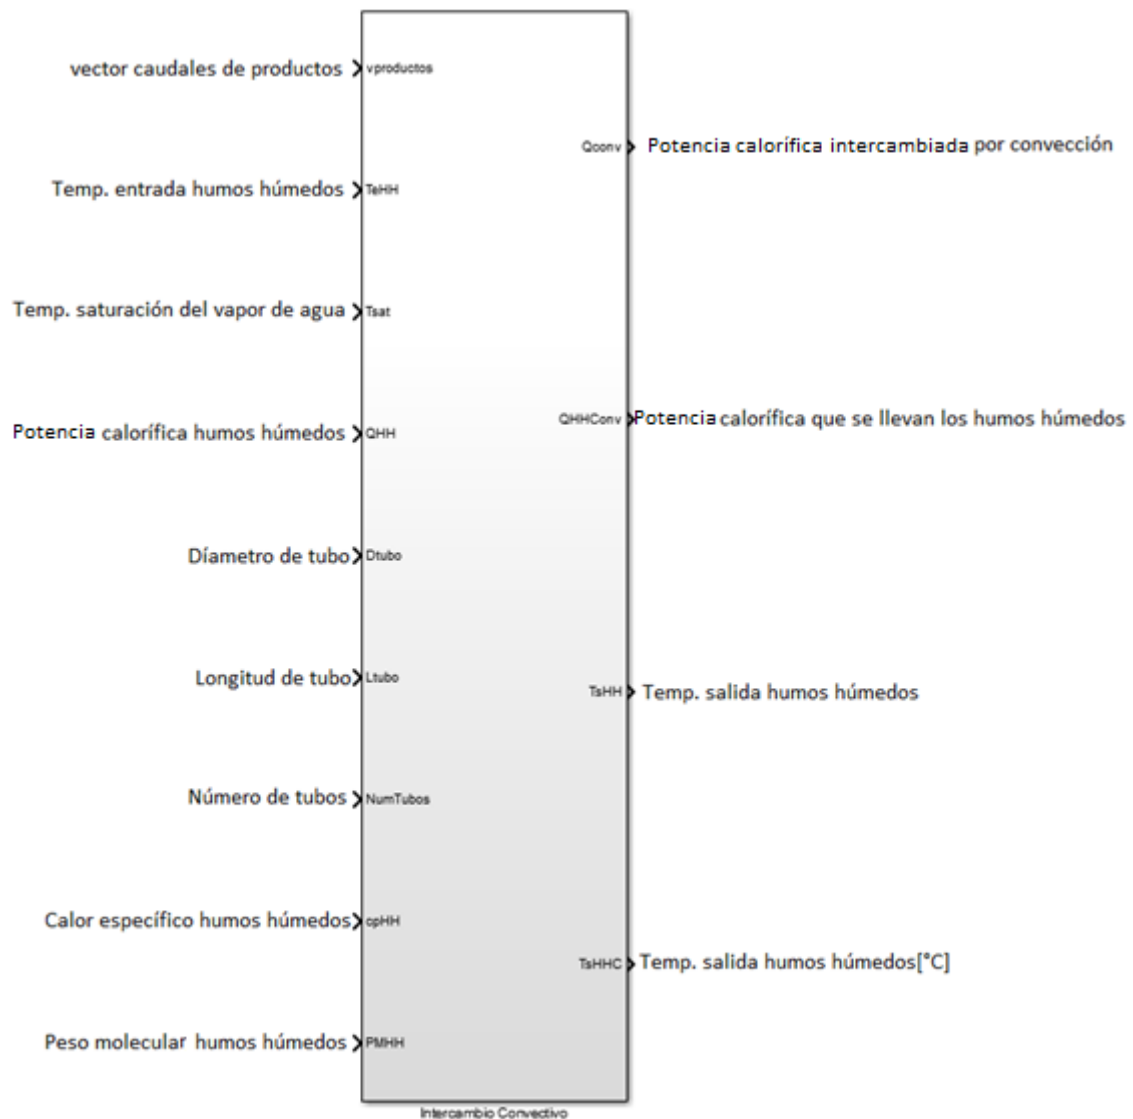 vector caudales de productos
vproductos
Qconv
Potencia calorífica intercambiada por convección
Temp. entrada humos húmedos
TeHH
Temp. saturación del vapor de agua
Tsat
Potencia calorífica humos húmedos
QHH
QHHConv
Potencia calorífica que se llevan los humos húmedos
Díametro de tubo
Dtubo
Longitud de tubo
Ltubo
TsHH
Temp. salida humos húmedos
Número de tubos
NumTubos
Calor específico humos húmedos
cpHH
TsHHC
Temp. salida humos húmedos[°C]
Peso molecular humos húmedos
PMHH
Intercambio Convectivo